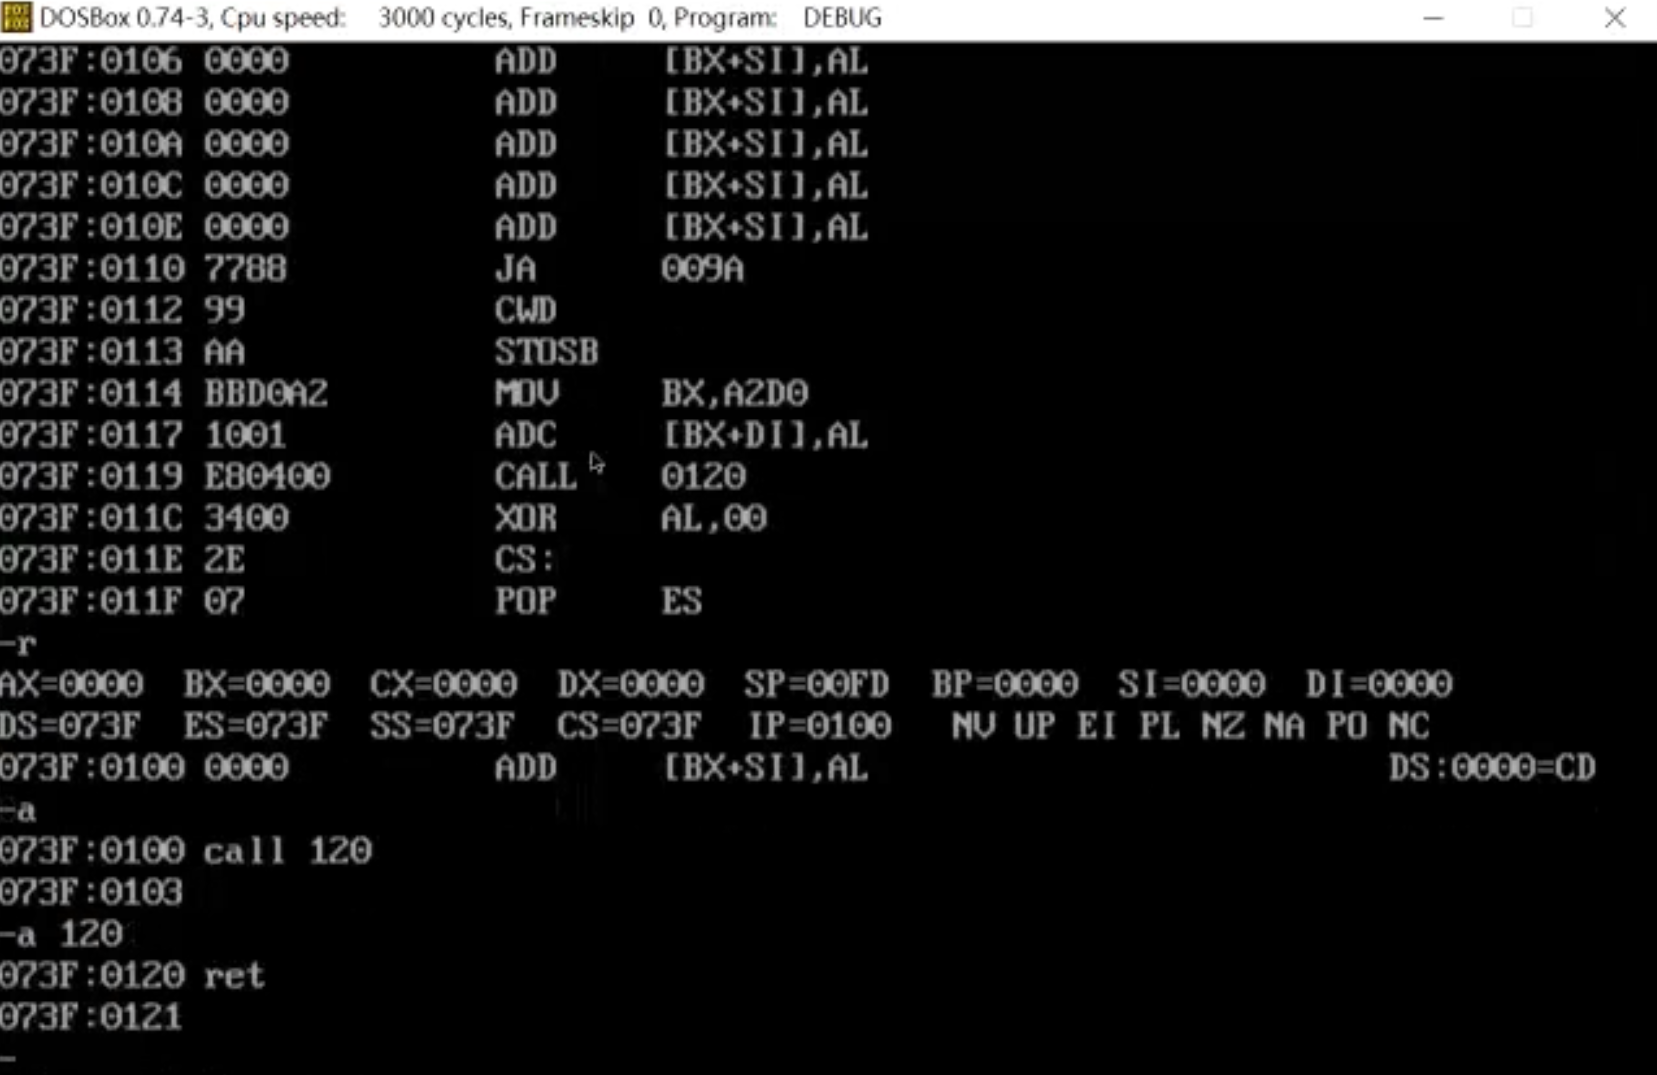 DOSBox 0.74-3, Cpu speed: 3000 cycles, Frameskip 0, Program: DEBUG
073F:0106 0000 ADD [BX+SI],AL
073F:0108 0000 ADD [BX+SI],AL
073F:010A 0000 ADD [BX+SI],AL
073F:010C 0000 ADD [BX+SI],AL
073F:010E 0000 ADD [BX+SI],AL
073F:0110 7788 JA 009A
073F:0112 99 CWD
073F:0113 AA STOSB
073F:0114 BBD0A2 MOV BX,A2D0
073F:0117 1001 ADC [BX+DI],AL
073F:0119 E80400 CALL 0120
073F:011C 3400 XOR AL,00
073F:011E 2E CS:
073F:011F 07 POP ES
-r
AX=0000 BX=0000 CX=0000 DX=0000 SP=00FD BP=0000 SI=0000 DI=0000
DS=073F ES=073F SS=073F CS=073F IP=0100 NV UP EI PL NZ NA PO NC
073F:0100 0000 ADD [BX+SI],AL DS:0000=CD
-a
073F:0100 call 120
073F:0103
-a 120
073F:0120 ret
073F:0121
-